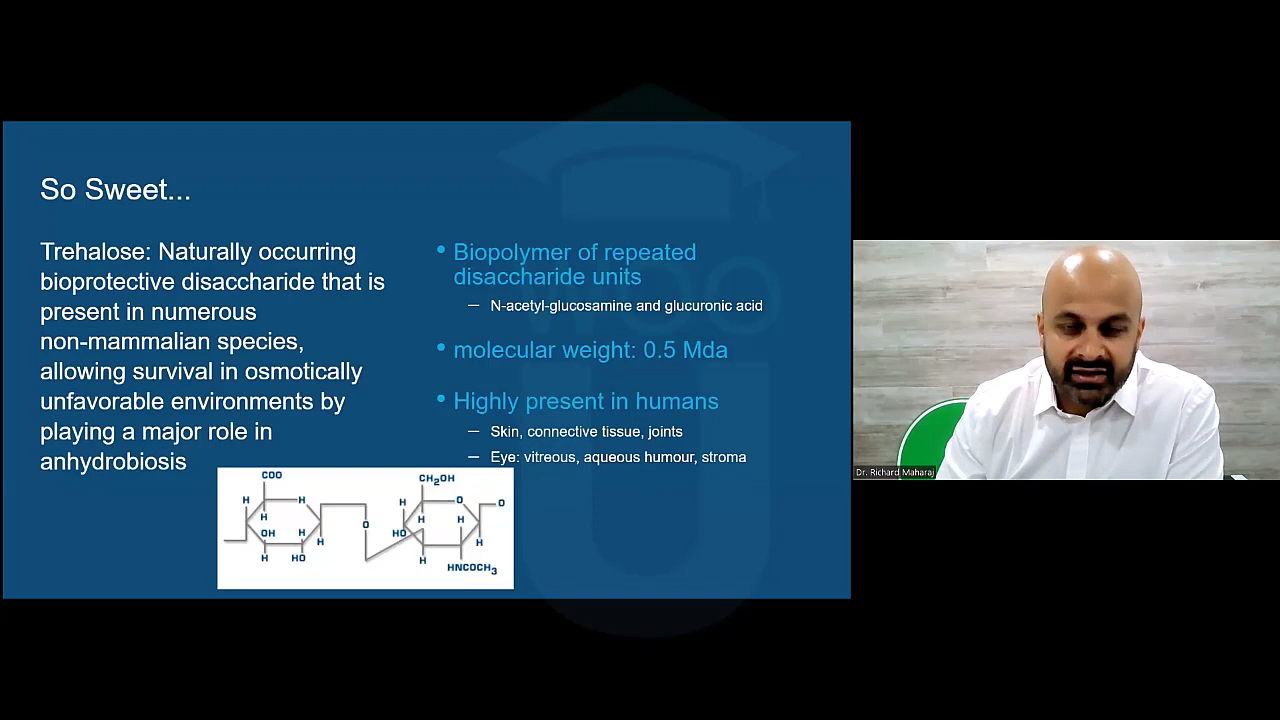 So Sweet...
Trehalose: Naturally occurring
bioprotective disaccharide that is
present in numerous
non-mammalian species,
allowing survival in osmotically
unfavorable environments by
playing a major role in
anhydrobiosis
• Biopolymer of repeated
disaccharide units
– N-acetyl-glucosamine and glucuronic acid
• molecular weight: 0.5 Mda
• Highly present in humans
– Skin, connective tissue, joints
– Eye: vitreous, aqueous humour, stroma
COO
CH₂OH
H H H O O
H H H
OH H O HO
H H
H HO H
HNCOCH₃
Dr. Richard Maharaj